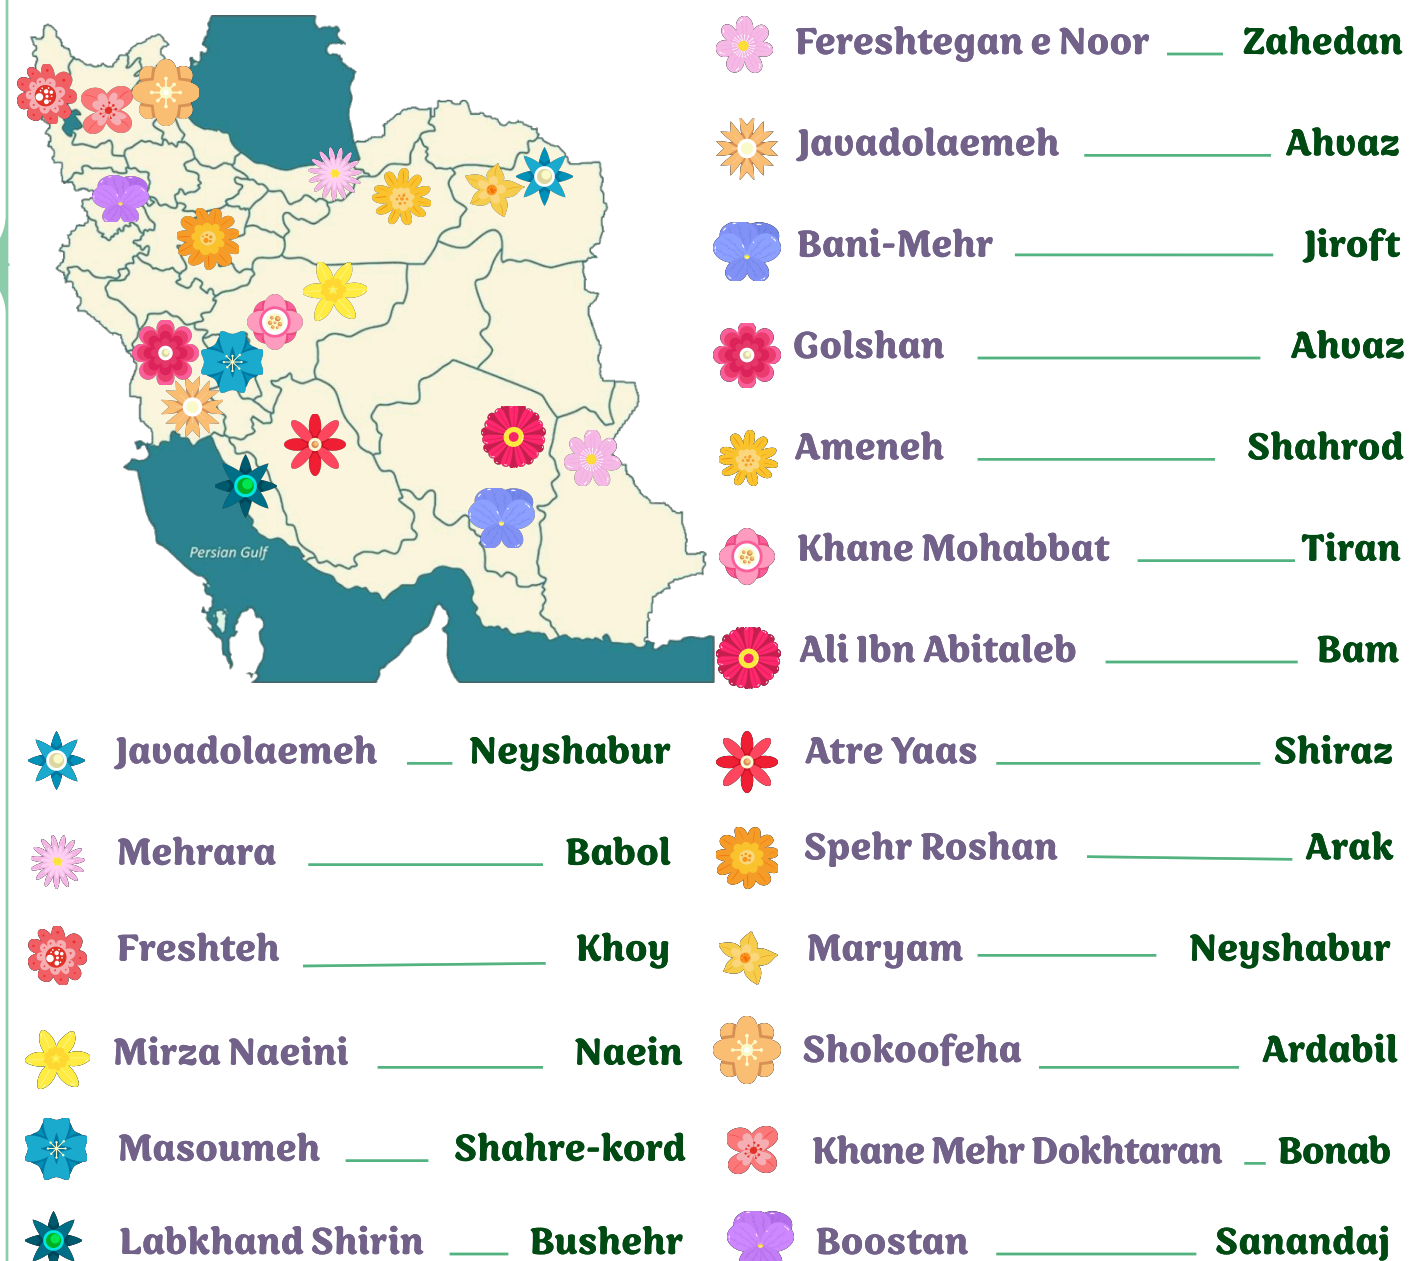 Fereshtegan e Noor Zahedan
Javadolaemeh Ahvaz
Bani-Mehr Jiroft
Golshan Ahvaz
Ameneh Shahrod
Khane Mohabbat Tiran
Ali Ibn Abitaleb Bam
Persian Gulf
Javadolaemeh Neyshabur
Mehrara Babol
Freshteh Khoy
Mirza Naeini Naein
Masoumeh Shahre-kord
Labkhand Shirin Bushehr
Atre Yaas Shiraz
Spehr Roshan Arak
Maryam Neyshabur
Shokoofeha Ardabil
Khane Mehr Dokhtaran Bonab
Boostan Sanandaj